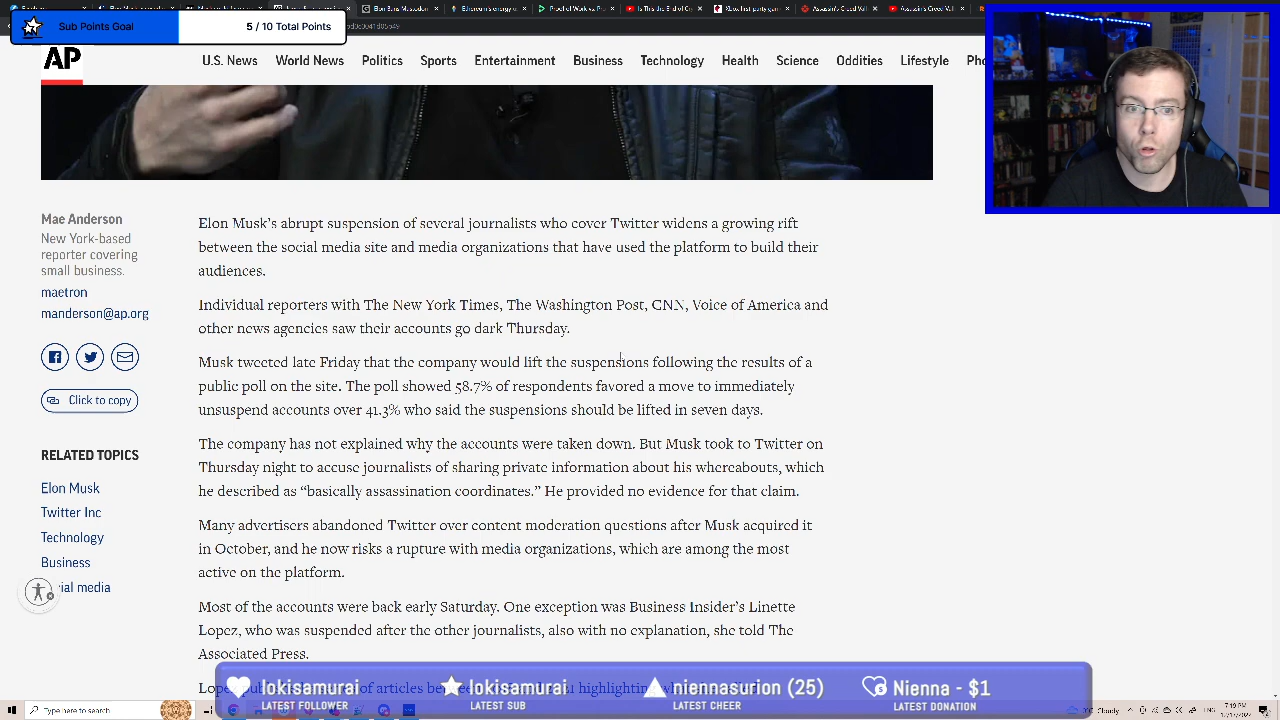 Sub Points Goal
5 / 10 Total Points
AP
U.S. News World News Politics Sports Entertainment Business Technology Health Science Oddities Lifestyle
Mae Anderson
New York-based
reporter covering
small business.
maetron
manderson@ap.org
Click to copy
RELATED TOPICS
Elon Musk
Twitter Inc
Technology
Business
Elon Musk’s abrupt suspension of several journalists who cover Twitter widens a growing rift
between the social media site and media organizations that have used the platform to build their
audiences.
Individual reporters with The New York Times, The Washington Post, CNN, Voice of America and
other news agencies saw their accounts go dark Thursday.
Musk tweeted late Friday that the company would lift the suspensions following the results of a
public poll on the site. The poll showed 58.7% of respondents favored a move to immediately
unsuspend accounts over 41.3% who said the suspensions should be lifted in seven days.
The company has not explained why the accounts were taken down. But Musk took to Twitter on
Thursday night to accuse journalists of sharing private information about his whereabouts, which
he described as “basically assassination coordinates.” He provided no evidence for that claim.
Many advertisers abandoned Twitter over content moderation questions after Musk acquired it
in October, and he now risks a rupture with media organizations, which are among the most
active on the platform.
Most of the accounts were back early Saturday. One exception was Business Insider’s Linette
Lopez, who was suspended after the other journalists, also with no explanation, she told The
Associated Press.
media
lokisamurai
LATEST FOLLOWER
lokisamurai
LATEST SUB
niennastion (25)
LATEST CHEER
Nienna - $1
LATEST DONATION
Type here to search
Cloudy
7:19 PM